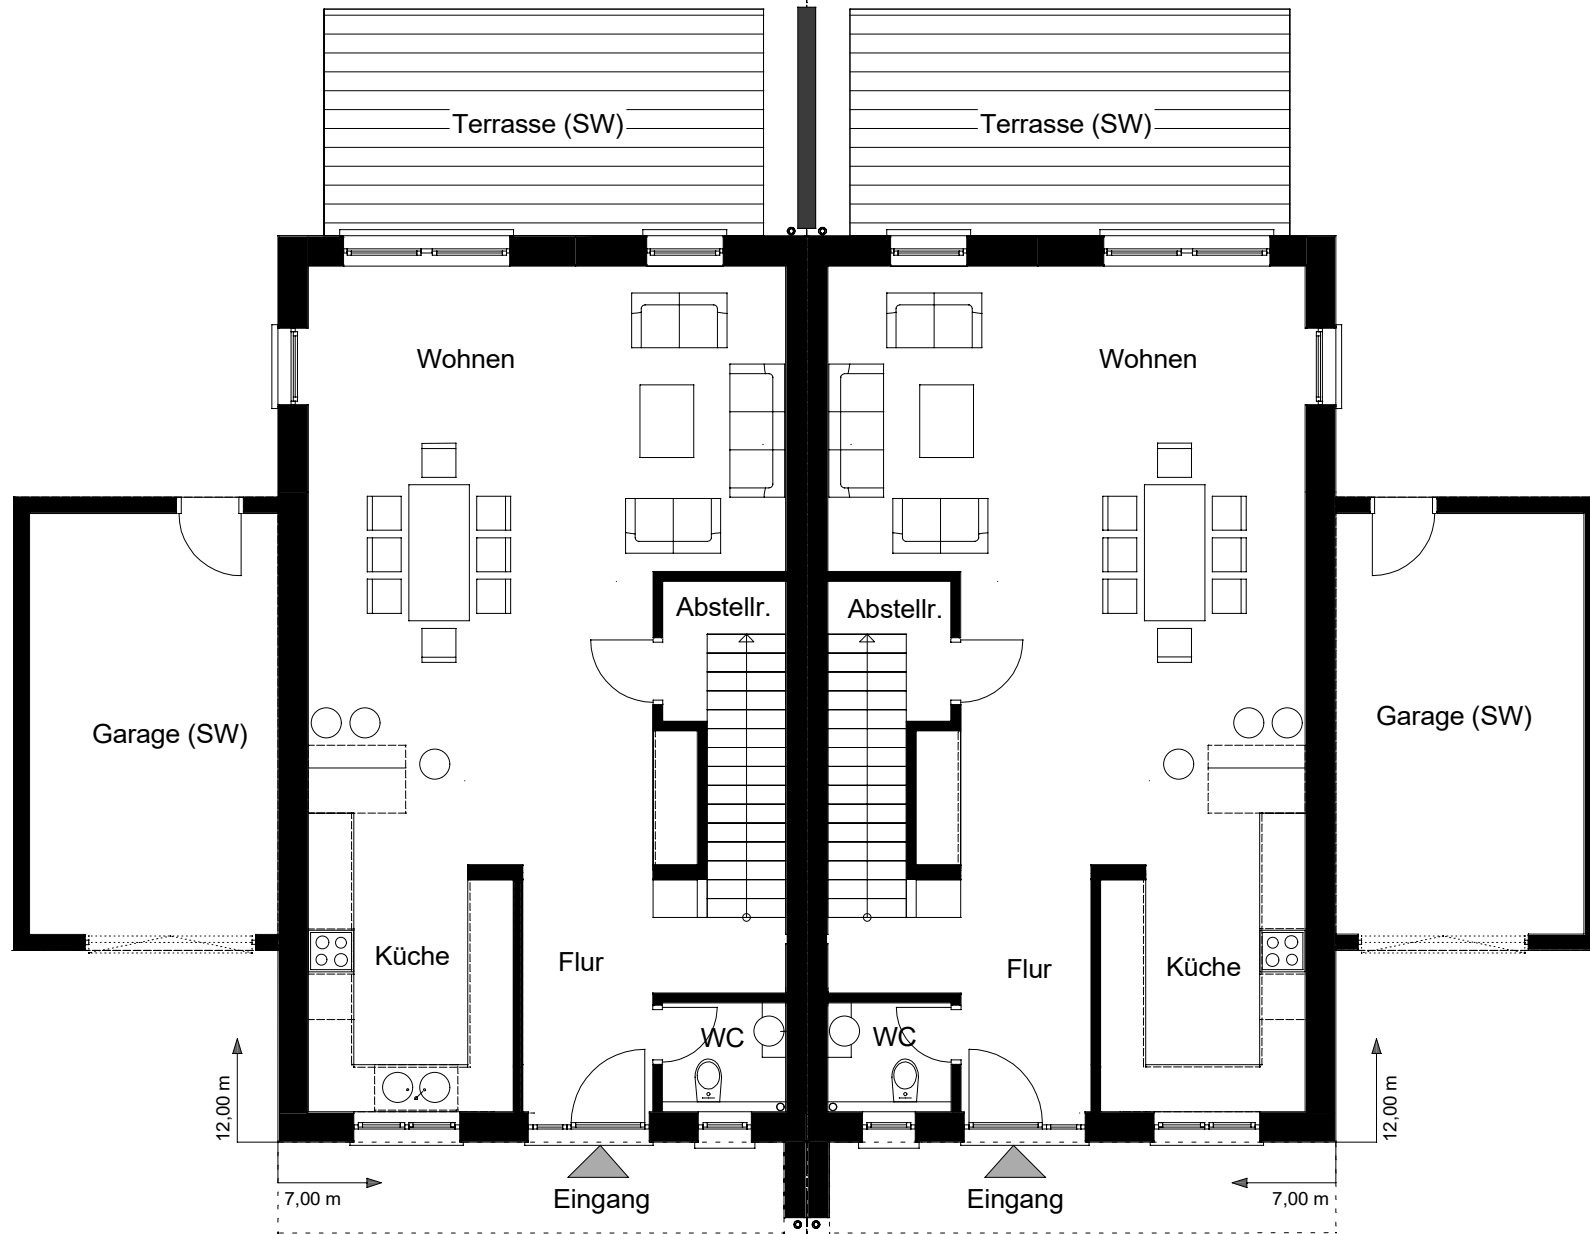 Terrasse (SW)
Terrasse (SW)
Wohnen
Wohnen
Abstellr.
Abstellr.
Garage (SW)
Garage (SW)
Küche
Flur
Flur
Küche
WC
WC
12,00 m
12,00 m
7,00 m
Eingang
Eingang
7,00 m